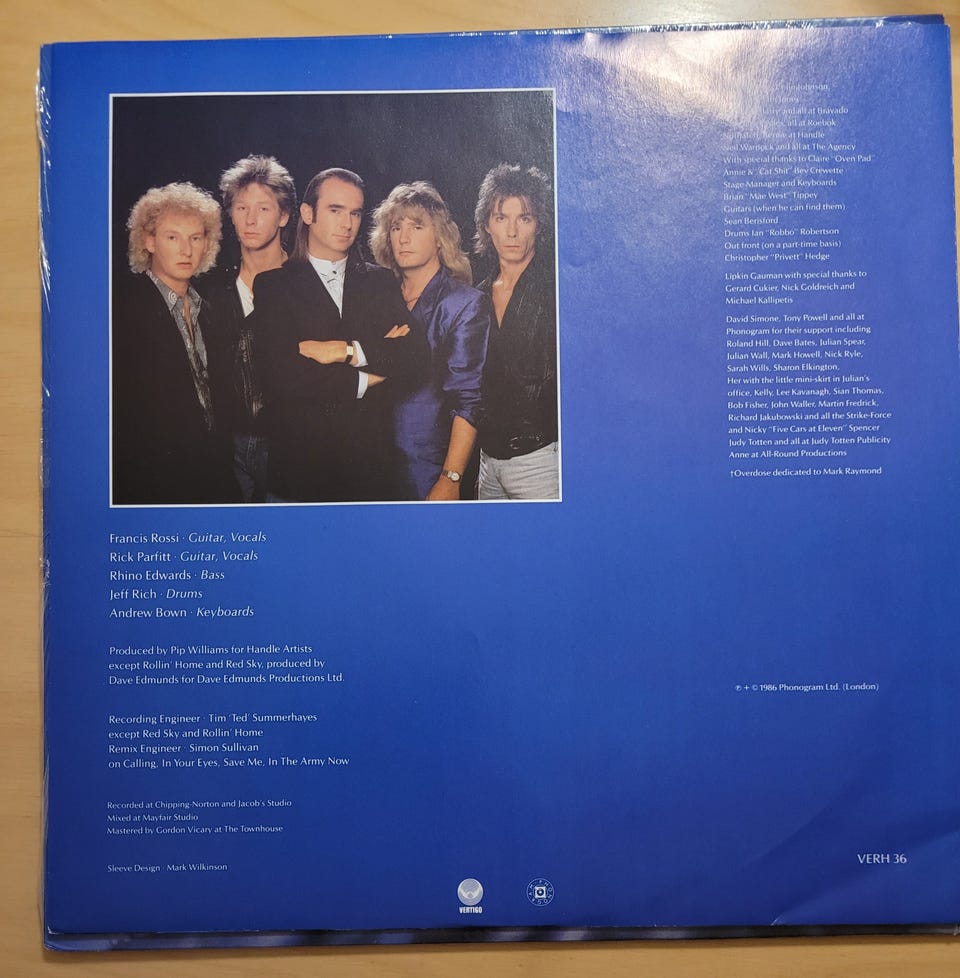 Francis Rossi · Guitar, Vocals
Rick Parfitt · Guitar, Vocals
Rhino Edwards · Bass
Jeff Rich · Drums
Andrew Bown · Keyboards
Produced by Pip Williams for Handle Artists
except Rollin' Home and Red Sky, produced by
Dave Edmunds for Dave Edmunds Productions Ltd.
Recording Engineer · Tim 'Ted' Summerhayes
except Red Sky and Rollin' Home
Remix Engineer · Simon Sullivan
on Calling, In Your Eyes, Save Me, In The Army Now
Recorded at Chipping-Norton and Jacob's Studio
Mixed at Mayfair Studio
Mastered by Gordon Vicary at The Townhouse
Sleeve Design · Mark Wilkinson
VERTIGO
and all at Bravado
all at Roebok
at Handle
Neil Warnock and all at The Agency
With special thanks to Claire "Oven Pad"
Annie & "Cat Shit" Bev Crewette
Stage Manager and Keyboards
Brian "Mae West" Tippey
Guitars (when he can find them)
Sean Berisford
Drums Ian "Robbo" Robertson
Out front (on a part-time basis)
Christopher "Privett" Hedge
Lipkin Gauman with special thanks to
Gerard Cukier, Nick Goldreich and
Michael Kallipetis
David Simone, Tony Powell and all at
Phonogram for their support including
Roland Hill, Dave Bates, Julian Spear,
Julian Wall, Mark Howell, Nick Ryle,
Sarah Wills, Sharon Elkington,
Her with the little mini-skirt in Julian's
office, Kelly, Lee Kavanagh, Sian Thomas,
Bob Fisher, John Waller, Martin Fredrick,
Richard Jakubowski and all the Strike-Force
and Nicky "Five Cars at Eleven" Spencer
Judy Totten and all at Judy Totten Publicity
Anne at All-Round Productions
†Overdose dedicated to Mark Raymond
℗ + © 1986 Phonogram Ltd. (London)
VERH 36